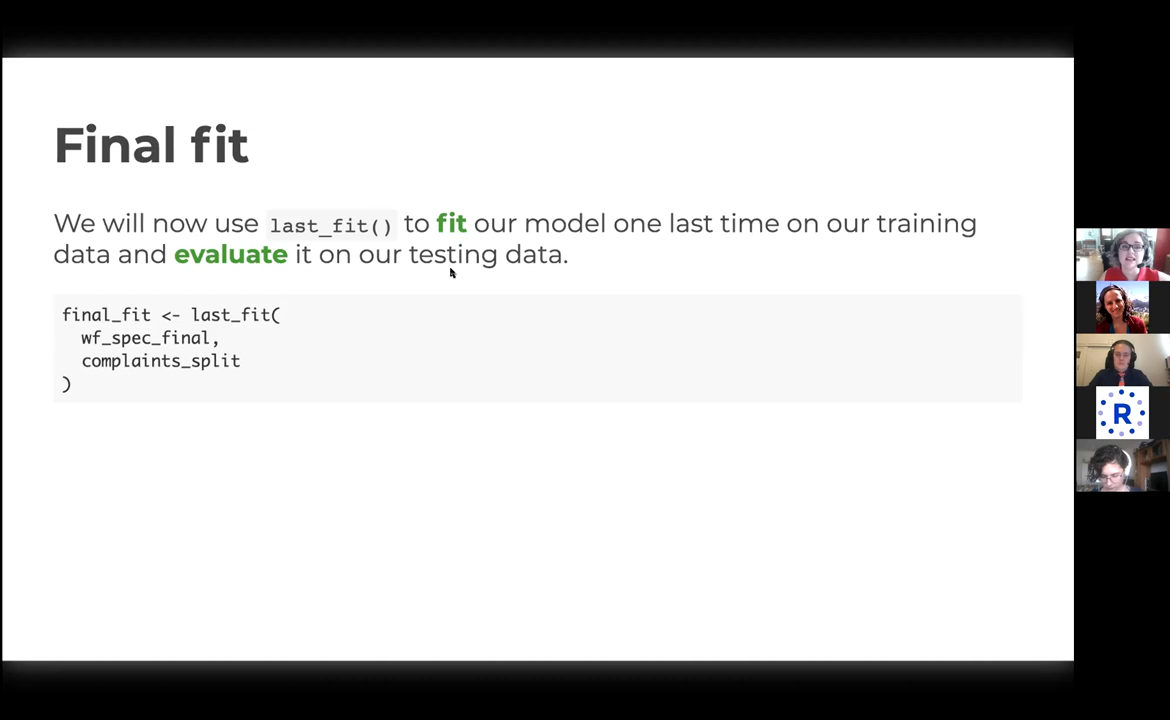 Final fit
We will now use last_fit() to fit our model one last time on our training
data and evaluate it on our testing data.
final_fit <- last_fit(
  wf_spec_final,
  complaints_split
)
R